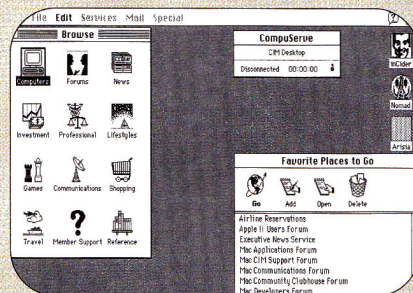 File Edit Services Mail Special
Browse
Computers Forums News
Investment Professional Lifestyles
Games Communications Shopping
Travel Member Support Reference
CompuServe
CIM Desktop
Disconnected 00:00:00
InCider
Nomad
Arisia
Favorite Places to Go
Go Add Open Delete
Airline Reservations
Apple II Users Forum
Executive News Service
Mac Applications Forum
Mac CIM Support Forum
Mac Communications Forum
Mac Community Clubhouse Forum
Mac Developers Forum